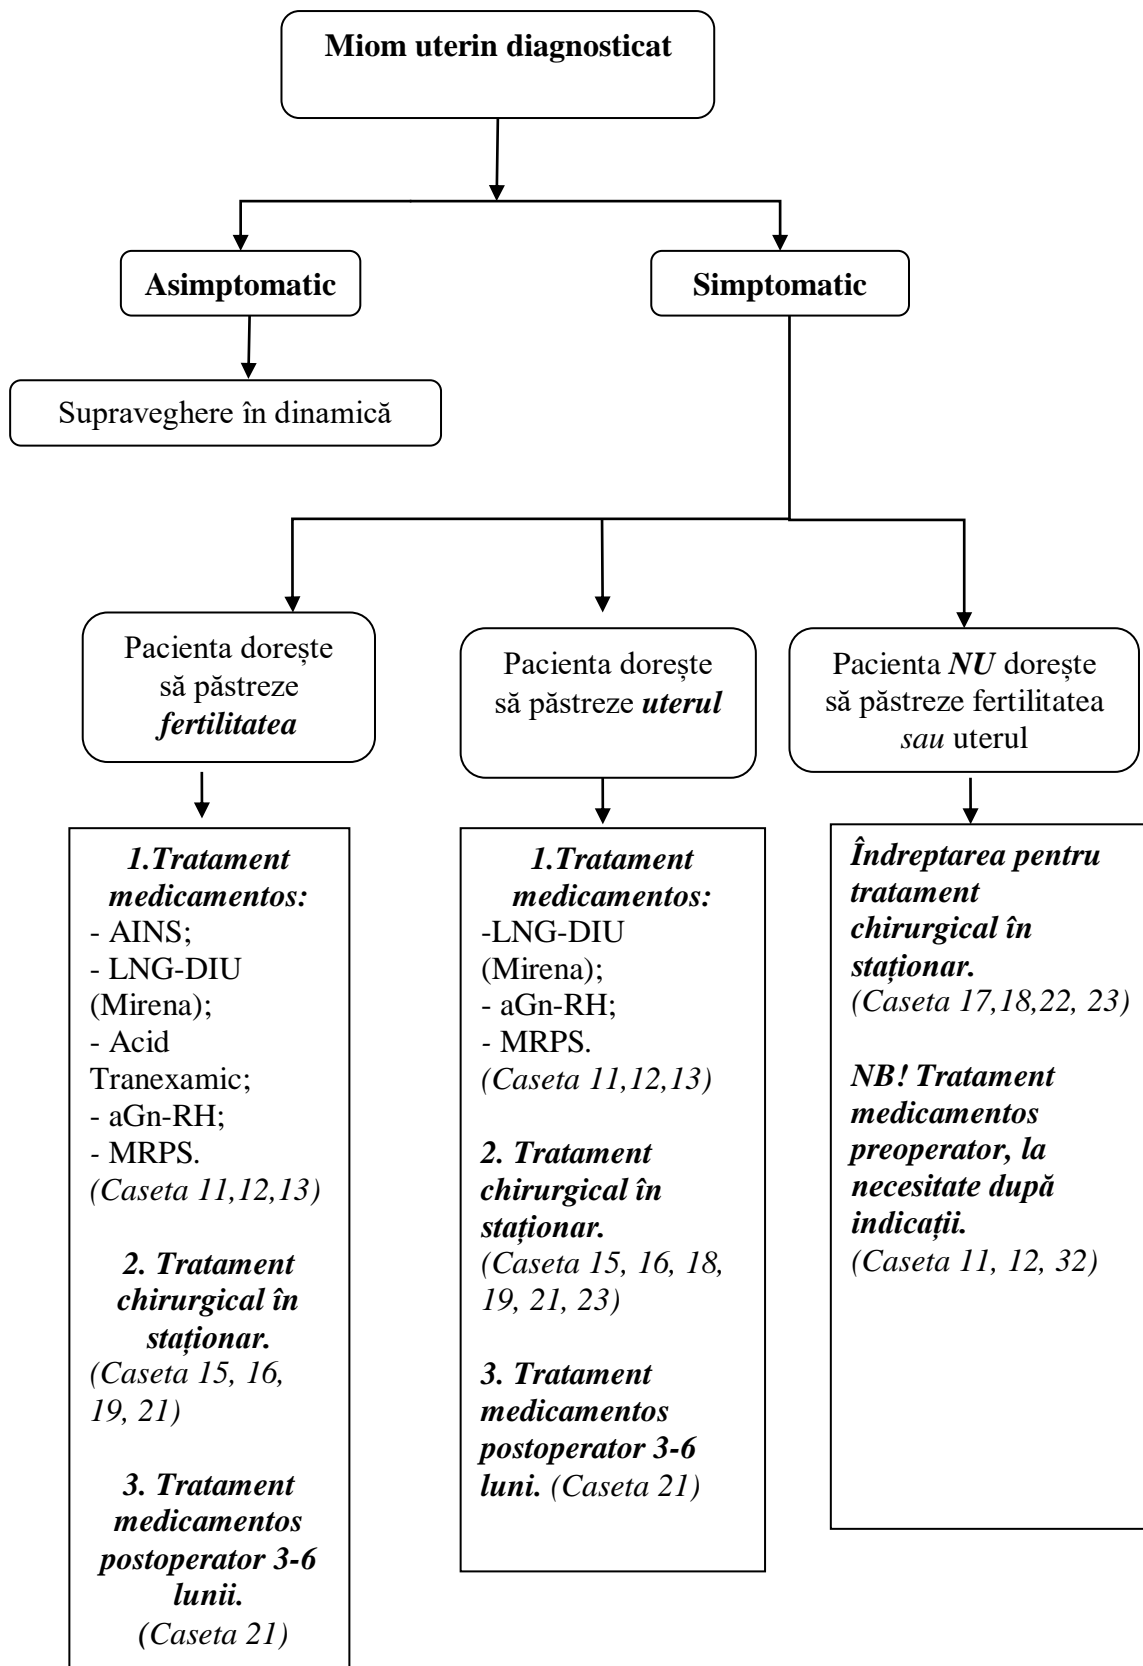 Miom uterin diagnosticat
Asimptomatic
Simptomatic
Supraveghere în dinamică
Pacienta dorește
să păstreze
fertilitatea
Pacienta dorește
să păstreze uterul
Pacienta NU dorește
să păstreze fertilitatea
sau uterul
1.Tratament
medicamentos:
- AINS;
- LNG-DIU
(Mirena);
- Acid
Tranexamic;
- aGn-RH;
- MRPS.
(Caseta 11,12,13)
2. Tratament
chirurgical în
staționar.
(Caseta 15, 16,
19, 21)
3. Tratament
medicamentos
postoperator 3-6
lunii.
(Caseta 21)
1.Tratament
medicamentos:
-LNG-DIU
(Mirena);
- aGn-RH;
- MRPS.
(Caseta 11,12,13)
2. Tratament
chirurgical în
staționar.
(Caseta 15, 16, 18,
19, 21, 23)
3. Tratament
medicamentos
postoperator 3-6
luni. (Caseta 21)
Îndreptarea pentru
tratament
chirurgical în
staționar.
(Caseta 17,18,22, 23)
NB! Tratament
medicamentos
preoperator, la
necesitate după
indicații.
(Caseta 11, 12, 32)